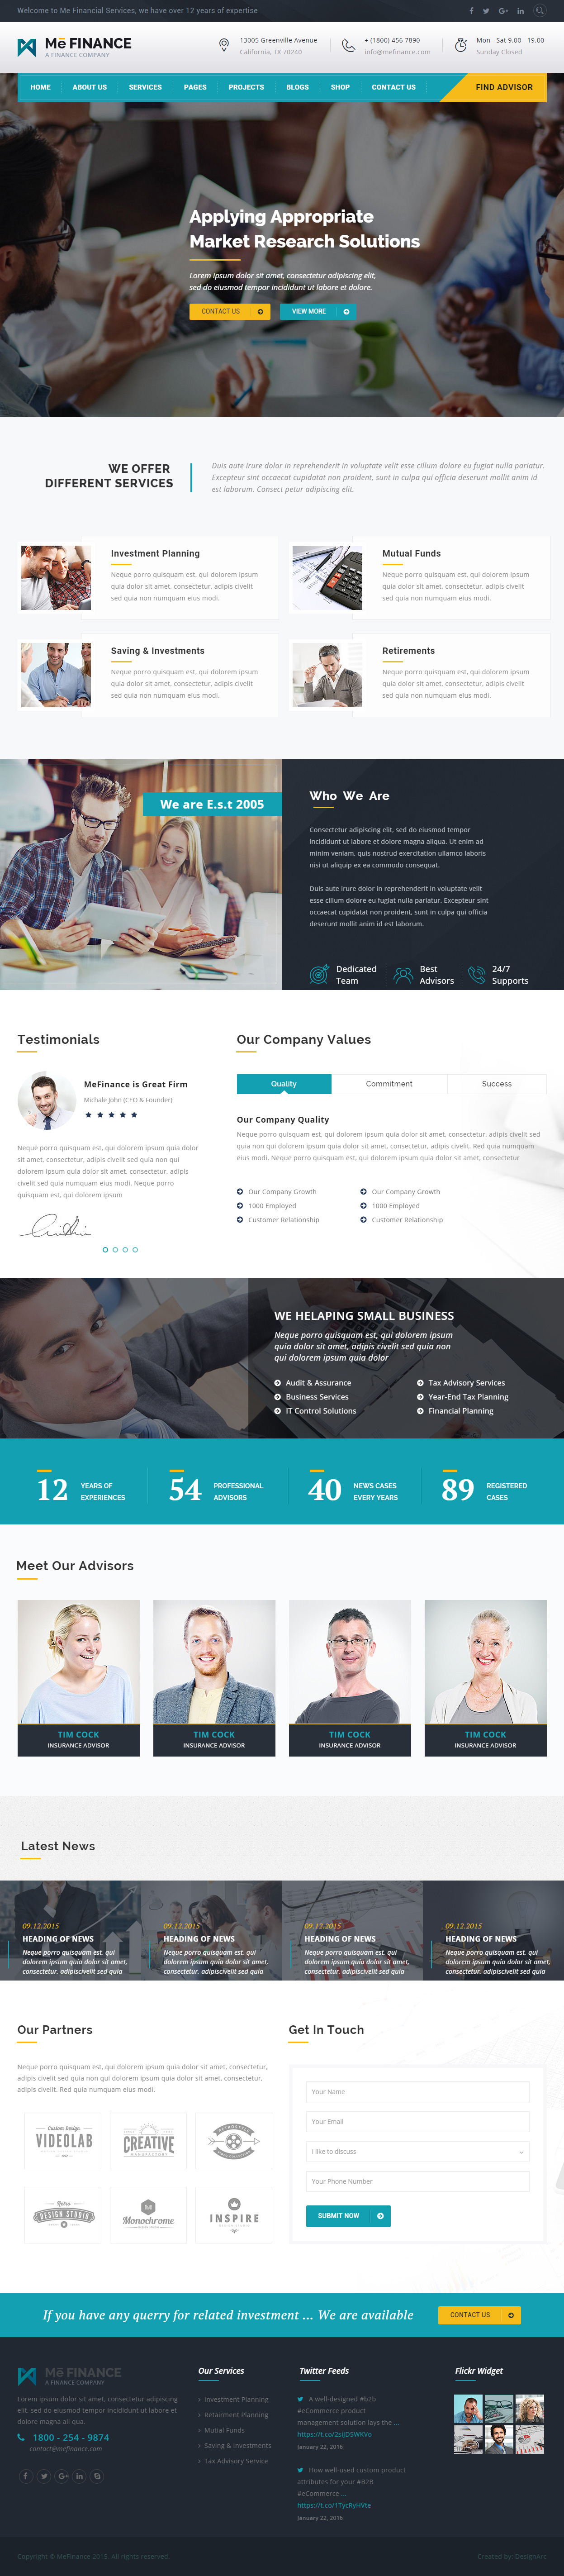 Welcome to Me Financial Services, we have over 12 years of expertise
Mē FINANCE
A FINANCE COMPANY
13005 Greenville Avenue
California, TX 70240
+ (1800) 456 7890
info@mefinance.com
Mon - Sat 9.00 - 19.00
Sunday Closed
HOME ABOUT US SERVICES PAGES PROJECTS BLOGS SHOP CONTACT US FIND ADVISOR
Applying Appropriate
Market Research Solutions
Lorem ipsum dolor sit amet, consectetur adipiscing elit,
sed do eiusmod tempor incididunt ut labore et dolore.
CONTACT US VIEW MORE
WE OFFER
DIFFERENT SERVICES
Duis aute irure dolor in reprehenderit in voluptate velit esse cillum dolore eu fugiat nulla pariatur.
Excepteur sint occaecat cupidatat non proident, sunt in culpa qui officia deserunt mollit anim id
est laborum. Consect petur adipiscing elit.
Investment Planning
Neque porro quisquam est, qui dolorem ipsum
quia dolor sit amet, consectetur, adipis civelit
sed quia non numquam eius modi.
Mutual Funds
Neque porro quisquam est, qui dolorem ipsum
quia dolor sit amet, consectetur, adipis civelit
sed quia non numquam eius modi.
Saving & Investments
Neque porro quisquam est, qui dolorem ipsum
quia dolor sit amet, consectetur, adipis civelit
sed quia non numquam eius modi.
Retirements
Neque porro quisquam est, qui dolorem ipsum
quia dolor sit amet, consectetur, adipis civelit
sed quia non numquam eius modi.
We are E.s.t 2005
Who We Are
Consectetur adipiscing elit, sed do eiusmod tempor
incididunt ut labore et dolore magna aliqua. Ut enim ad
minim veniam, quis nostrud exercitation ullamco laboris
nisi ut aliquip ex ea commodo consequat.
Duis aute irure dolor in reprehenderit in voluptate velit
esse cillum dolore eu fugiat nulla pariatur. Excepteur sint
occaecat cupidatat non proident, sunt in culpa qui officia
deserunt mollit anim id est laborum.
Dedicated
Team
Best
Advisors
24/7
Supports
Testimonials
MeFinance is Great Firm
Michale John (CEO & Founder)
Neque porro quisquam est, qui dolorem ipsum quia dolor
sit amet, consectetur, adipis civelit sed quia non qui
dolorem ipsum quia dolor sit amet, consectetur, adipis
civelit sed quia numquam eius modi. Neque porro
quisquam est, qui dolorem ipsum
Our Company Values
Quality Commitment Success
Our Company Quality
Neque porro quisquam est, qui dolorem ipsum quia dolor sit amet, consectetur, adipis civelit sed
quia non qui dolorem ipsum quia dolor sit amet, consectetur, adipis civelit. Red quia numquam
eius modi. Neque porro quisquam est, qui dolorem ipsum quia dolor sit amet, consectetur
Our Company Growth Our Company Growth
1000 Employed 1000 Employed
Customer Relationship Customer Relationship
WE HELAPING SMALL BUSINESS
Neque porro quisquam est, qui dolorem ipsum
quia dolor sit amet, adipis civelit sed quia non
qui dolorem ipsum quia dolor
Audit & Assurance Tax Advisory Services
Business Services Year-End Tax Planning
IT Control Solutions Financial Planning
12 YEARS OF
EXPERIENCES
54 PROFESSIONAL
ADVISORS
40 NEWS CASES
EVERY YEARS
89 REGISTERED
CASES
Meet Our Advisors
TIM COCK TIM COCK TIM COCK TIM COCK
INSURANCE ADVISOR INSURANCE ADVISOR INSURANCE ADVISOR INSURANCE ADVISOR
Latest News
09.12.2015
HEADING OF NEWS
Neque porro quisquam est, qui
dolorem ipsum quia dolor sit amet,
consectetur, adipiscivelit sed quia
09.12.2015
HEADING OF NEWS
Neque porro quisquam est, qui
dolorem ipsum quia dolor sit amet,
consectetur, adipiscivelit sed quia
09.12.2015
HEADING OF NEWS
Neque porro quisquam est, qui
dolorem ipsum quia dolor sit amet,
consectetur, adipiscivelit sed quia
09.12.2015
HEADING OF NEWS
Neque porro quisquam est, qui
dolorem ipsum quia dolor sit amet,
consectetur, adipiscivelit sed quia
Our Partners
Neque porro quisquam est, qui dolorem ipsum quia dolor sit amet, consectetur,
adipis civelit sed quia non qui dolorem ipsum quia dolor sit amet, consectetur,
adipis civelit. Red quia numquam eius modi.
Custom Design
VIDEOLAB
CREATIVE
Retro
DESIGN STUDIO
M
Monochrome
INSPIRE
Get In Touch
Your Name
Your Email
I like to discuss
Your Phone Number
SUBMIT NOW
If you have any querry for related investment ... We are available
CONTACT US
Mē FINANCE
A FINANCE COMPANY
Lorem ipsum dolor sit amet, consectetur adipiscing
elit, sed do eiusmod tempor incididunt ut labore et
dolore magna ali qua.
1800 - 254 - 9874
contact@mefinance.com
Our Services
Investment Planning
Retairment Planning
Mutial Funds
Saving & Investments
Tax Advisory Service
Twitter Feeds
A well-designed #b2b
#eCommerce product
management solution lays the ...
https://t.co/2sIJDSWKVo
January 22, 2016
How well-used custom product
attributes for your #B2B
#eCommerce ...
https://t.co/1TycRyHVte
January 22, 2016
Flickr Widget
Copyright © MeFinance 2015. All rights reserved.
Created by: DesignArc